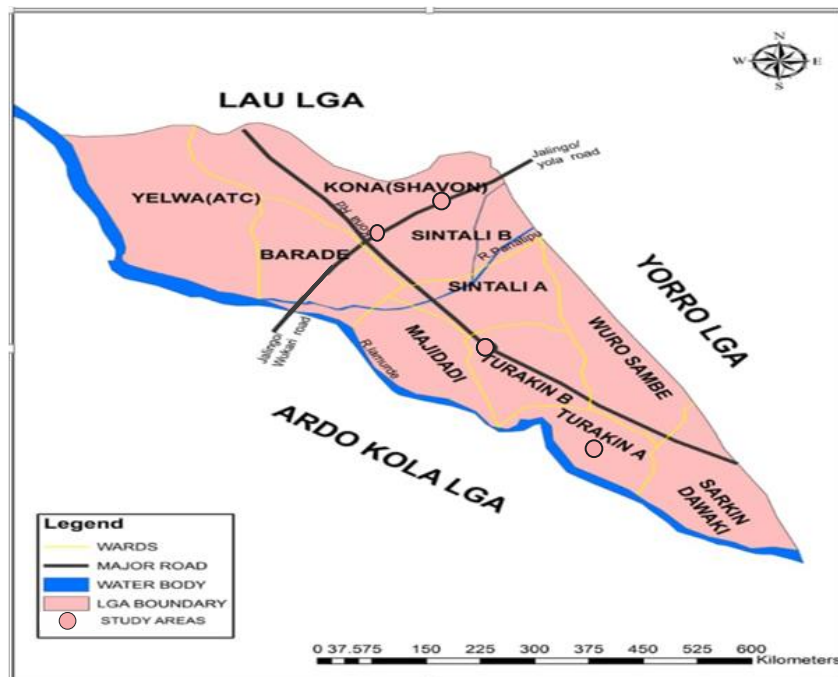 N
W E
S
LAU LGA
Jalingo/
yola road
KONA(SHAVON)
YELWA(ATC)
Kona Rd
SINTALI B
BARADE
SINTALI A
YORRO LGA
Jalingo/
Wukari road
R.lamurde
MAJIDADI
WURO SAMBE
TURAKIN B
TURAKIN A
ARDO KOLA LGA
SARKIN
DAWAKI
Legend
WARDS
MAJOR ROAD
WATER BODY
LGA BOUNDARY
STUDY AREAS
0 37.575 150 225 300 375 450 525 600
Kilometers